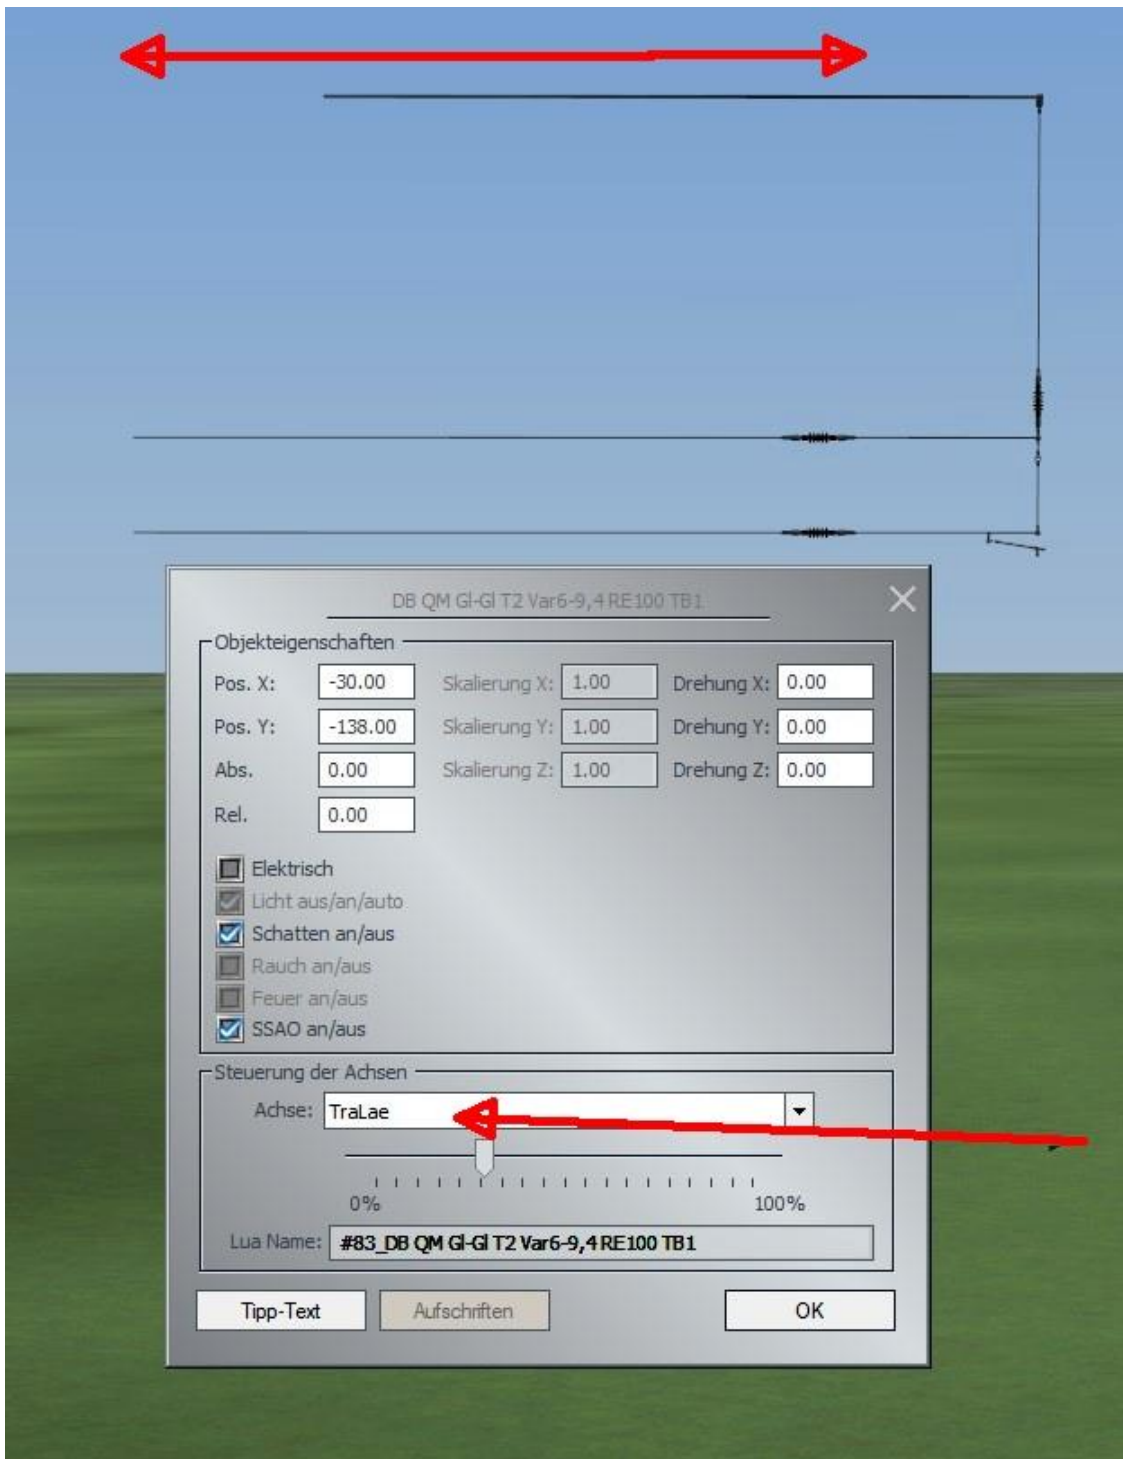 DB QM Gl-Gl T2 Var6-9,4 RE100 TB1
Objekteigenschaften
Pos. X: -30.00 Skalierung X: 1.00 Drehung X: 0.00
Pos. Y: -138.00 Skalierung Y: 1.00 Drehung Y: 0.00
Abs. 0.00 Skalierung Z: 1.00 Drehung Z: 0.00
Rel. 0.00
Elektrisch
Licht aus/an/auto
Schatten an/aus
Rauch an/aus
Feuer an/aus
SSAO an/aus
Steuerung der Achsen
Achse: TraLae
0% 100%
Lua Name: #83_DB QM Gl-Gl T2 Var6-9,4 RE100 TB1
Tipp-Text Aufschriften OK